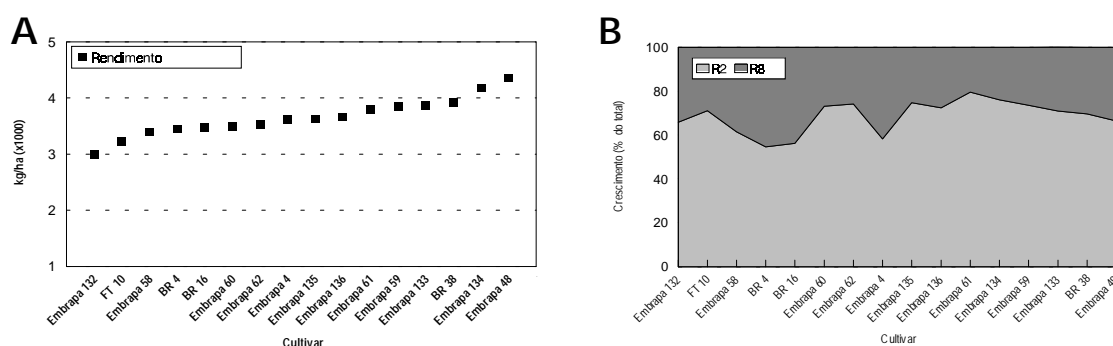 A
5
4
3
2
1
kg/ha (x1000)
Rendimento
Embrapa 132
FT 10
Embrapa 58
BR 4
BR 16
Embrapa 60
Embrapa 62
Embrapa 4
Embrapa 135
Embrapa 136
Embrapa 61
Embrapa 59
Embrapa 133
BR 38
Embrapa 134
Embrapa 48
Cultivar
B
100
80
60
40
20
0
Crescimento (% do total)
R2 R8
Embrapa 132
FT 10
Embrapa 58
BR 4
BR 16
Embrapa 60
Embrapa 62
Embrapa 4
Embrapa 135
Embrapa 136
Embrapa 61
Embrapa 134
Embrapa 59
Embrapa 133
BR 38
Embrapa 48
Cultivar